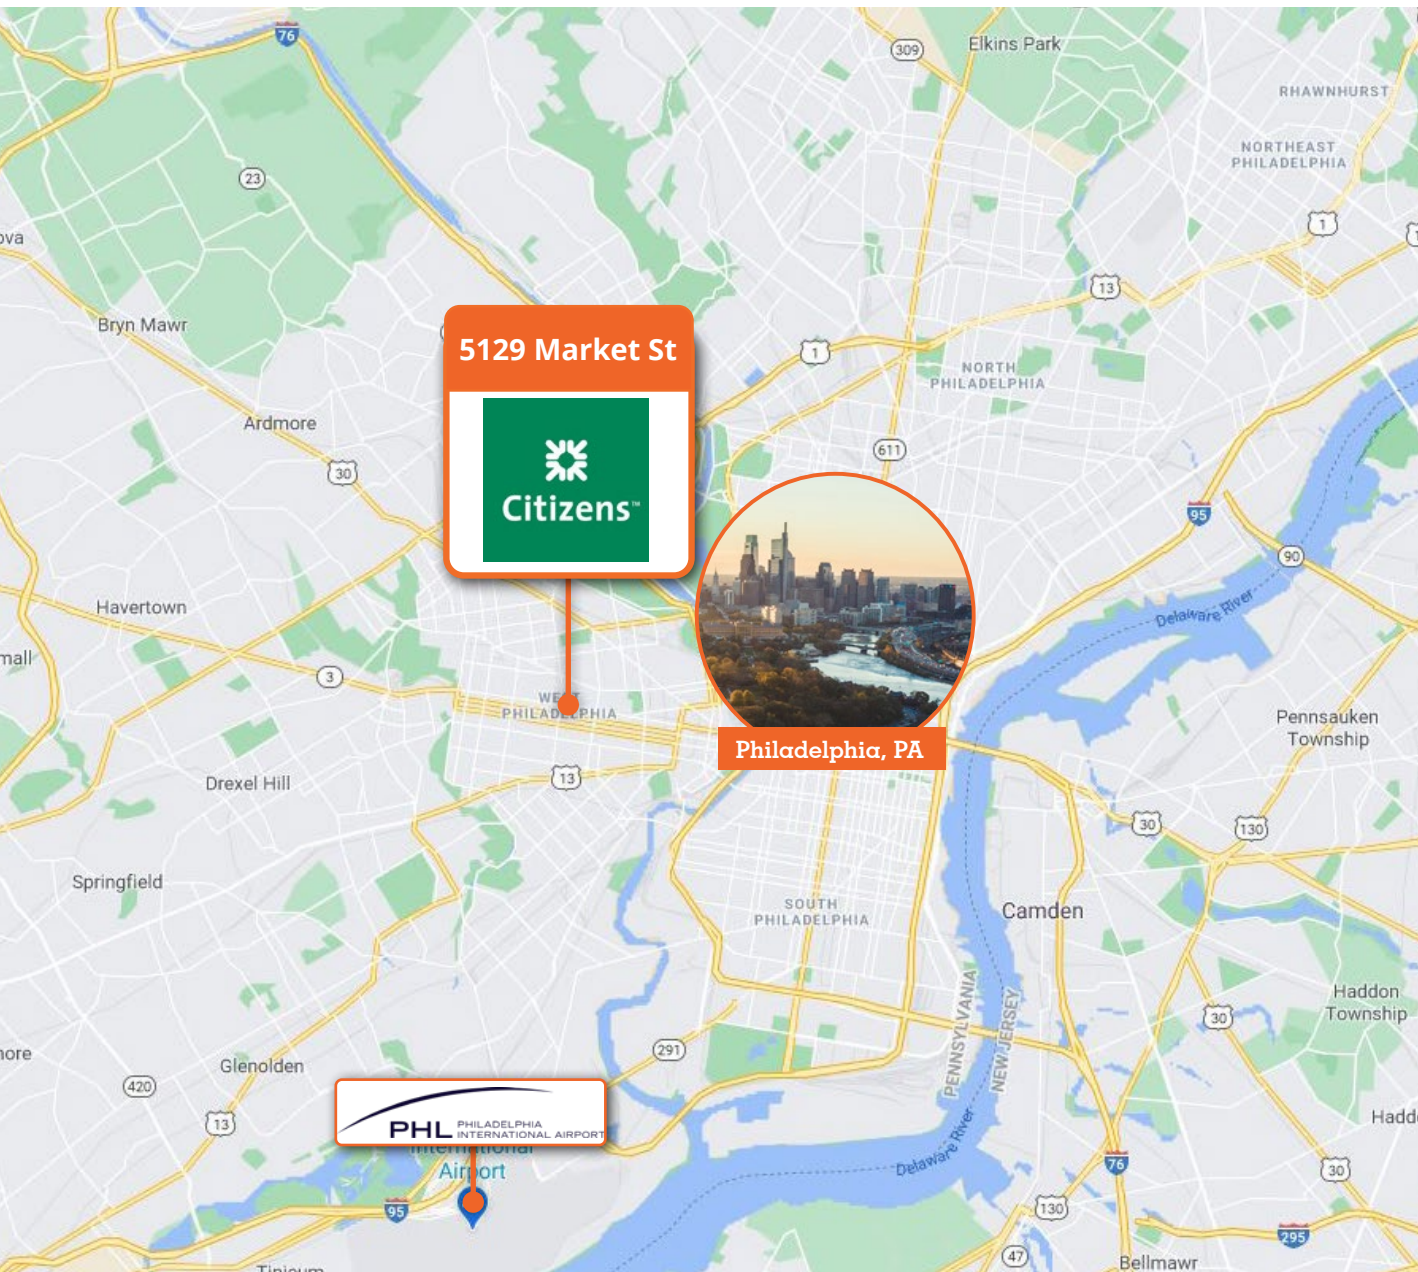 76
309
Elkins Park
RHAWNHURST
NORTHEAST
PHILADELPHIA
23
1
13
Bryn Mawr
5129 Market St
1
NORTH
PHILADELPHIA
Ardmore
30
Citizens™
611
95
90
Havertown
Delaware River
3
WEST
PHILADELPHIA
Pennsauken
Township
Philadelphia, PA
Drexel Hill
13
30
130
Springfield
SOUTH
PHILADELPHIA
Camden
PENNSYLVANIA
NEW JERSEY
Haddon
Township
30
291
Glenolden
420
13
PHL PHILADELPHIA
INTERNATIONAL AIRPORT
International
Airport
Delaware River
76
30
95
130
295
47
Bellmawr